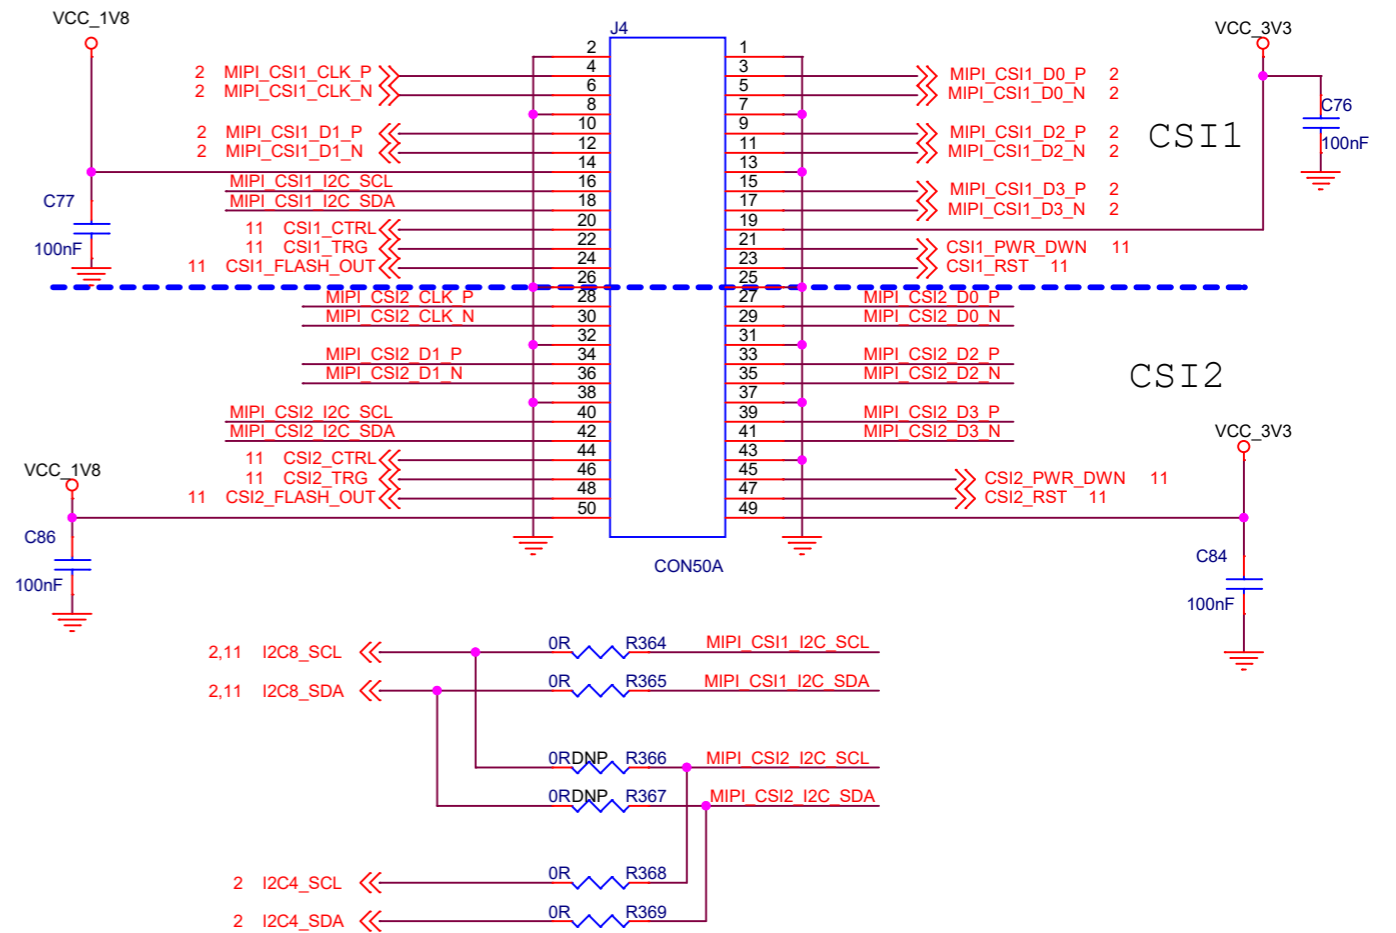 VCC_1V8
J4
VCC_3V3
2 1
2 MIPI_CSI1_CLK_P 4 3 MIPI_CSI1_D0_P 2
2 MIPI_CSI1_CLK_N 6 5 MIPI_CSI1_D0_N 2
C76
8 7
2 MIPI_CSI1_D1_P 10 9 MIPI_CSI1_D2_P 2
CSI1
100nF
2 MIPI_CSI1_D1_N 12 11 MIPI_CSI1_D2_N 2
14 13
MIPI_CSI1_I2C_SCL 16 15 MIPI_CSI1_D3_P 2
C77
MIPI_CSI1_I2C_SDA 18 17 MIPI_CSI1_D3_N 2
11 CSI1_CTRL 20 19
100nF
11 CSI1_TRG 22 21 CSI1_PWR_DWN 11
11 CSI1_FLASH_OUT 24 23 CSI1_RST 11
26 25
MIPI_CSI2_CLK_P 28 27 MIPI_CSI2_D0_P
MIPI_CSI2_CLK_N 30 29 MIPI_CSI2_D0_N
32 31
MIPI_CSI2_D1_P 34 33 MIPI_CSI2_D2_P
MIPI_CSI2_D1_N 36 35 MIPI_CSI2_D2_N
CSI2
38 37
MIPI_CSI2_I2C_SCL 40 39 MIPI_CSI2_D3_P
MIPI_CSI2_I2C_SDA 42 41 MIPI_CSI2_D3_N
VCC_3V3
11 CSI2_CTRL 44 43
VCC_1V8
11 CSI2_TRG 46 45 CSI2_PWR_DWN 11
11 CSI2_FLASH_OUT 48 47 CSI2_RST 11
50 49
C86
C84
CON50A
100nF
100nF
2,11 I2C8_SCL 0R R364 MIPI_CSI1_I2C_SCL
2,11 I2C8_SDA 0R R365 MIPI_CSI1_I2C_SDA
0R DNP R366 MIPI_CSI2_I2C_SCL
0R DNP R367 MIPI_CSI2_I2C_SDA
2 I2C4_SCL 0R R368
2 I2C4_SDA 0R R369